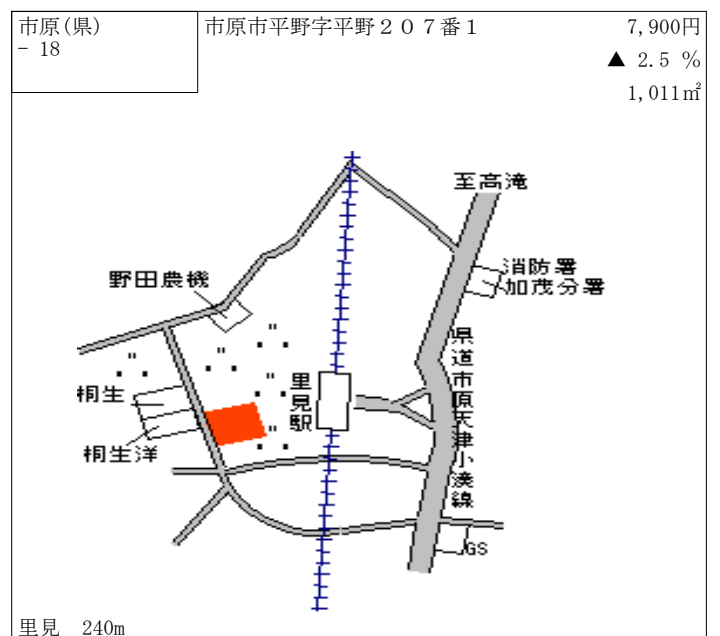 市原(県)
- 18
市原市平野字平野２０７番１
7,900円
▲ 2.5 %
1,011㎡
至高滝
消防署
加茂分署
野田農機
県道市原天津小湊線
里見駅
桐生
桐生洋
GS
里見 240m